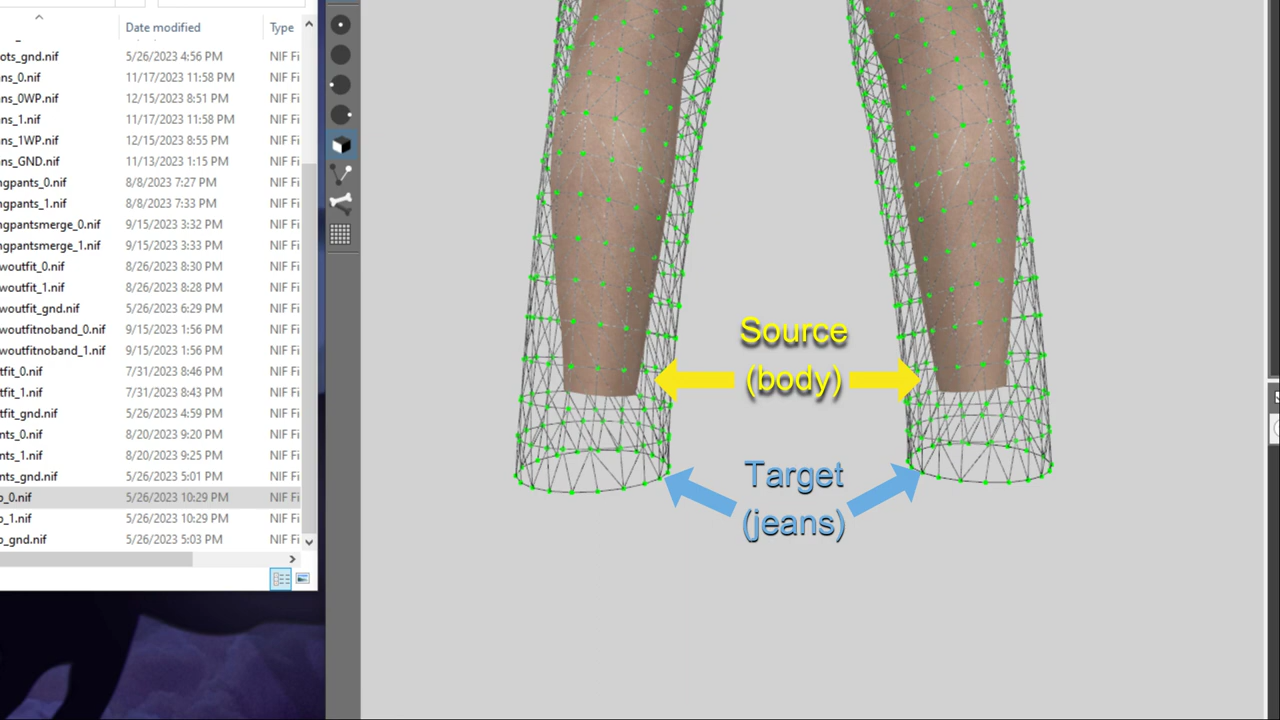 Date modified Type
ots_gnd.nif 5/26/2023 4:56 PM NIF Fi
ns_0.nif 11/17/2023 11:58 PM NIF Fi
ns_0WP.nif 12/15/2023 8:51 PM NIF Fi
ns_1.nif 11/17/2023 11:58 PM NIF Fi
ns_1WP.nif 12/15/2023 8:55 PM NIF Fi
ns_GND.nif 11/13/2023 1:15 PM NIF Fi
ngpants_0.nif 8/8/2023 7:27 PM NIF Fi
ngpants_1.nif 8/8/2023 7:33 PM NIF Fi
ngpantsmerge_0.nif 9/15/2023 3:32 PM NIF Fi
ngpantsmerge_1.nif 9/15/2023 3:33 PM NIF Fi
woutfit_0.nif 8/26/2023 8:30 PM NIF Fi
woutfit_1.nif 8/26/2023 8:28 PM NIF Fi
woutfit_gnd.nif 5/26/2023 6:29 PM NIF Fi
woutfitnoband_0.nif 9/15/2023 1:56 PM NIF Fi
woutfitnoband_1.nif 9/15/2023 1:56 PM NIF Fi
tfit_0.nif 7/31/2023 8:46 PM NIF Fi
tfit_1.nif 7/31/2023 8:43 PM NIF Fi
tfit_gnd.nif 5/26/2023 4:59 PM NIF Fi
nts_0.nif 8/20/2023 9:20 PM NIF Fi
nts_1.nif 8/20/2023 9:25 PM NIF Fi
nts_gnd.nif 5/26/2023 5:01 PM NIF Fi
o_0.nif 5/26/2023 10:29 PM NIF Fi
o_1.nif 5/26/2023 10:29 PM NIF Fi
o_gnd.nif 5/26/2023 5:03 PM NIF Fi
Source
(body)
Target
(jeans)